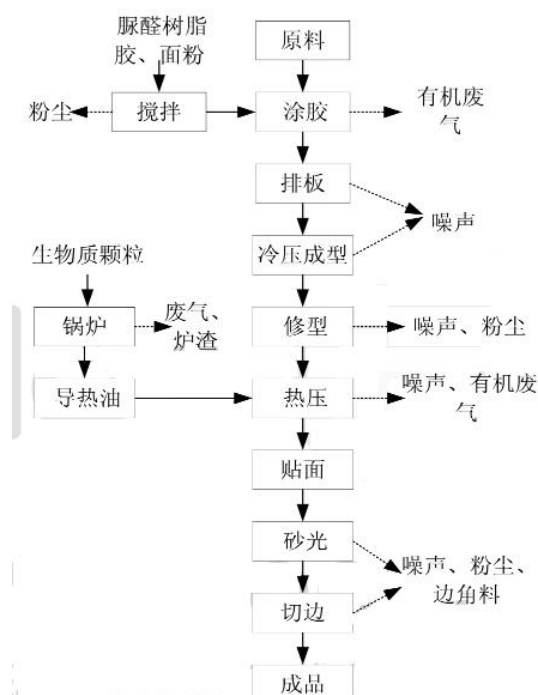 脲醛树脂
胶、面粉
原料
粉尘
搅拌
涂胶
有机废
气
排板
噪声
生物质颗粒
冷压成型
锅炉
废气、
炉渣
修型
噪声、粉尘
导热油
热压
噪声、有机废
气
贴面
砂光
噪声、粉尘、
边角料
切边
成品